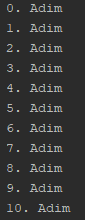 0. Adim
1. Adim
2. Adim
3. Adim
4. Adim
5. Adim
6. Adim
7. Adim
8. Adim
9. Adim
10. Adim